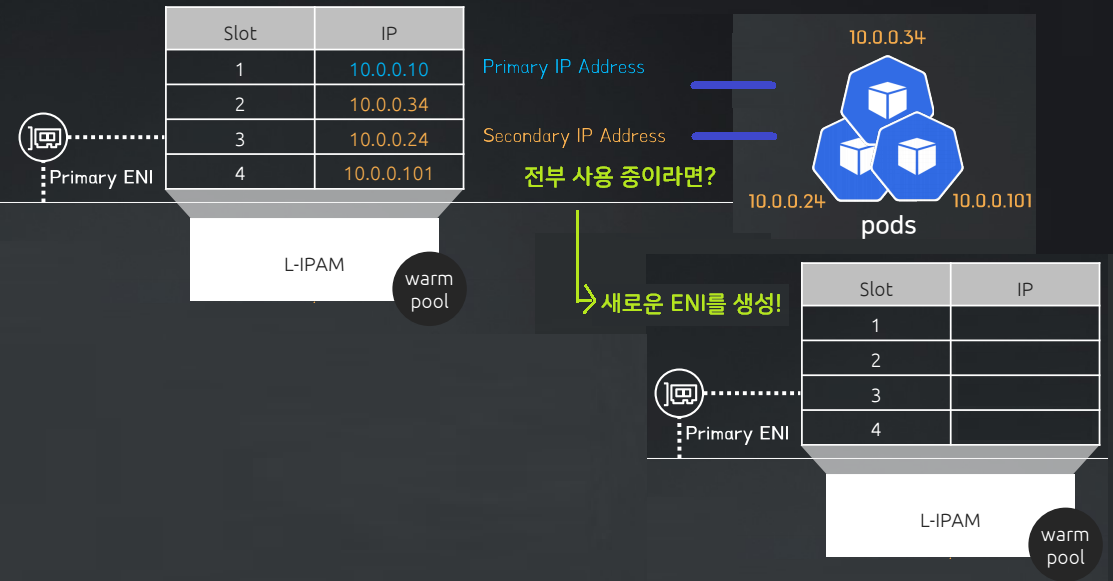 Slot IP
1 10.0.0.10
2 10.0.0.34
3 10.0.0.24
4 10.0.0.101
Primary ENI
L-IPAM
warm
pool
Primary IP Address
Secondary IP Address
전부 사용 중이라면?
새로운 ENI를 생성!
10.0.0.34
10.0.0.24
10.0.0.101
pods
Slot IP
1
2
3
4
Primary ENI
L-IPAM
warm
pool